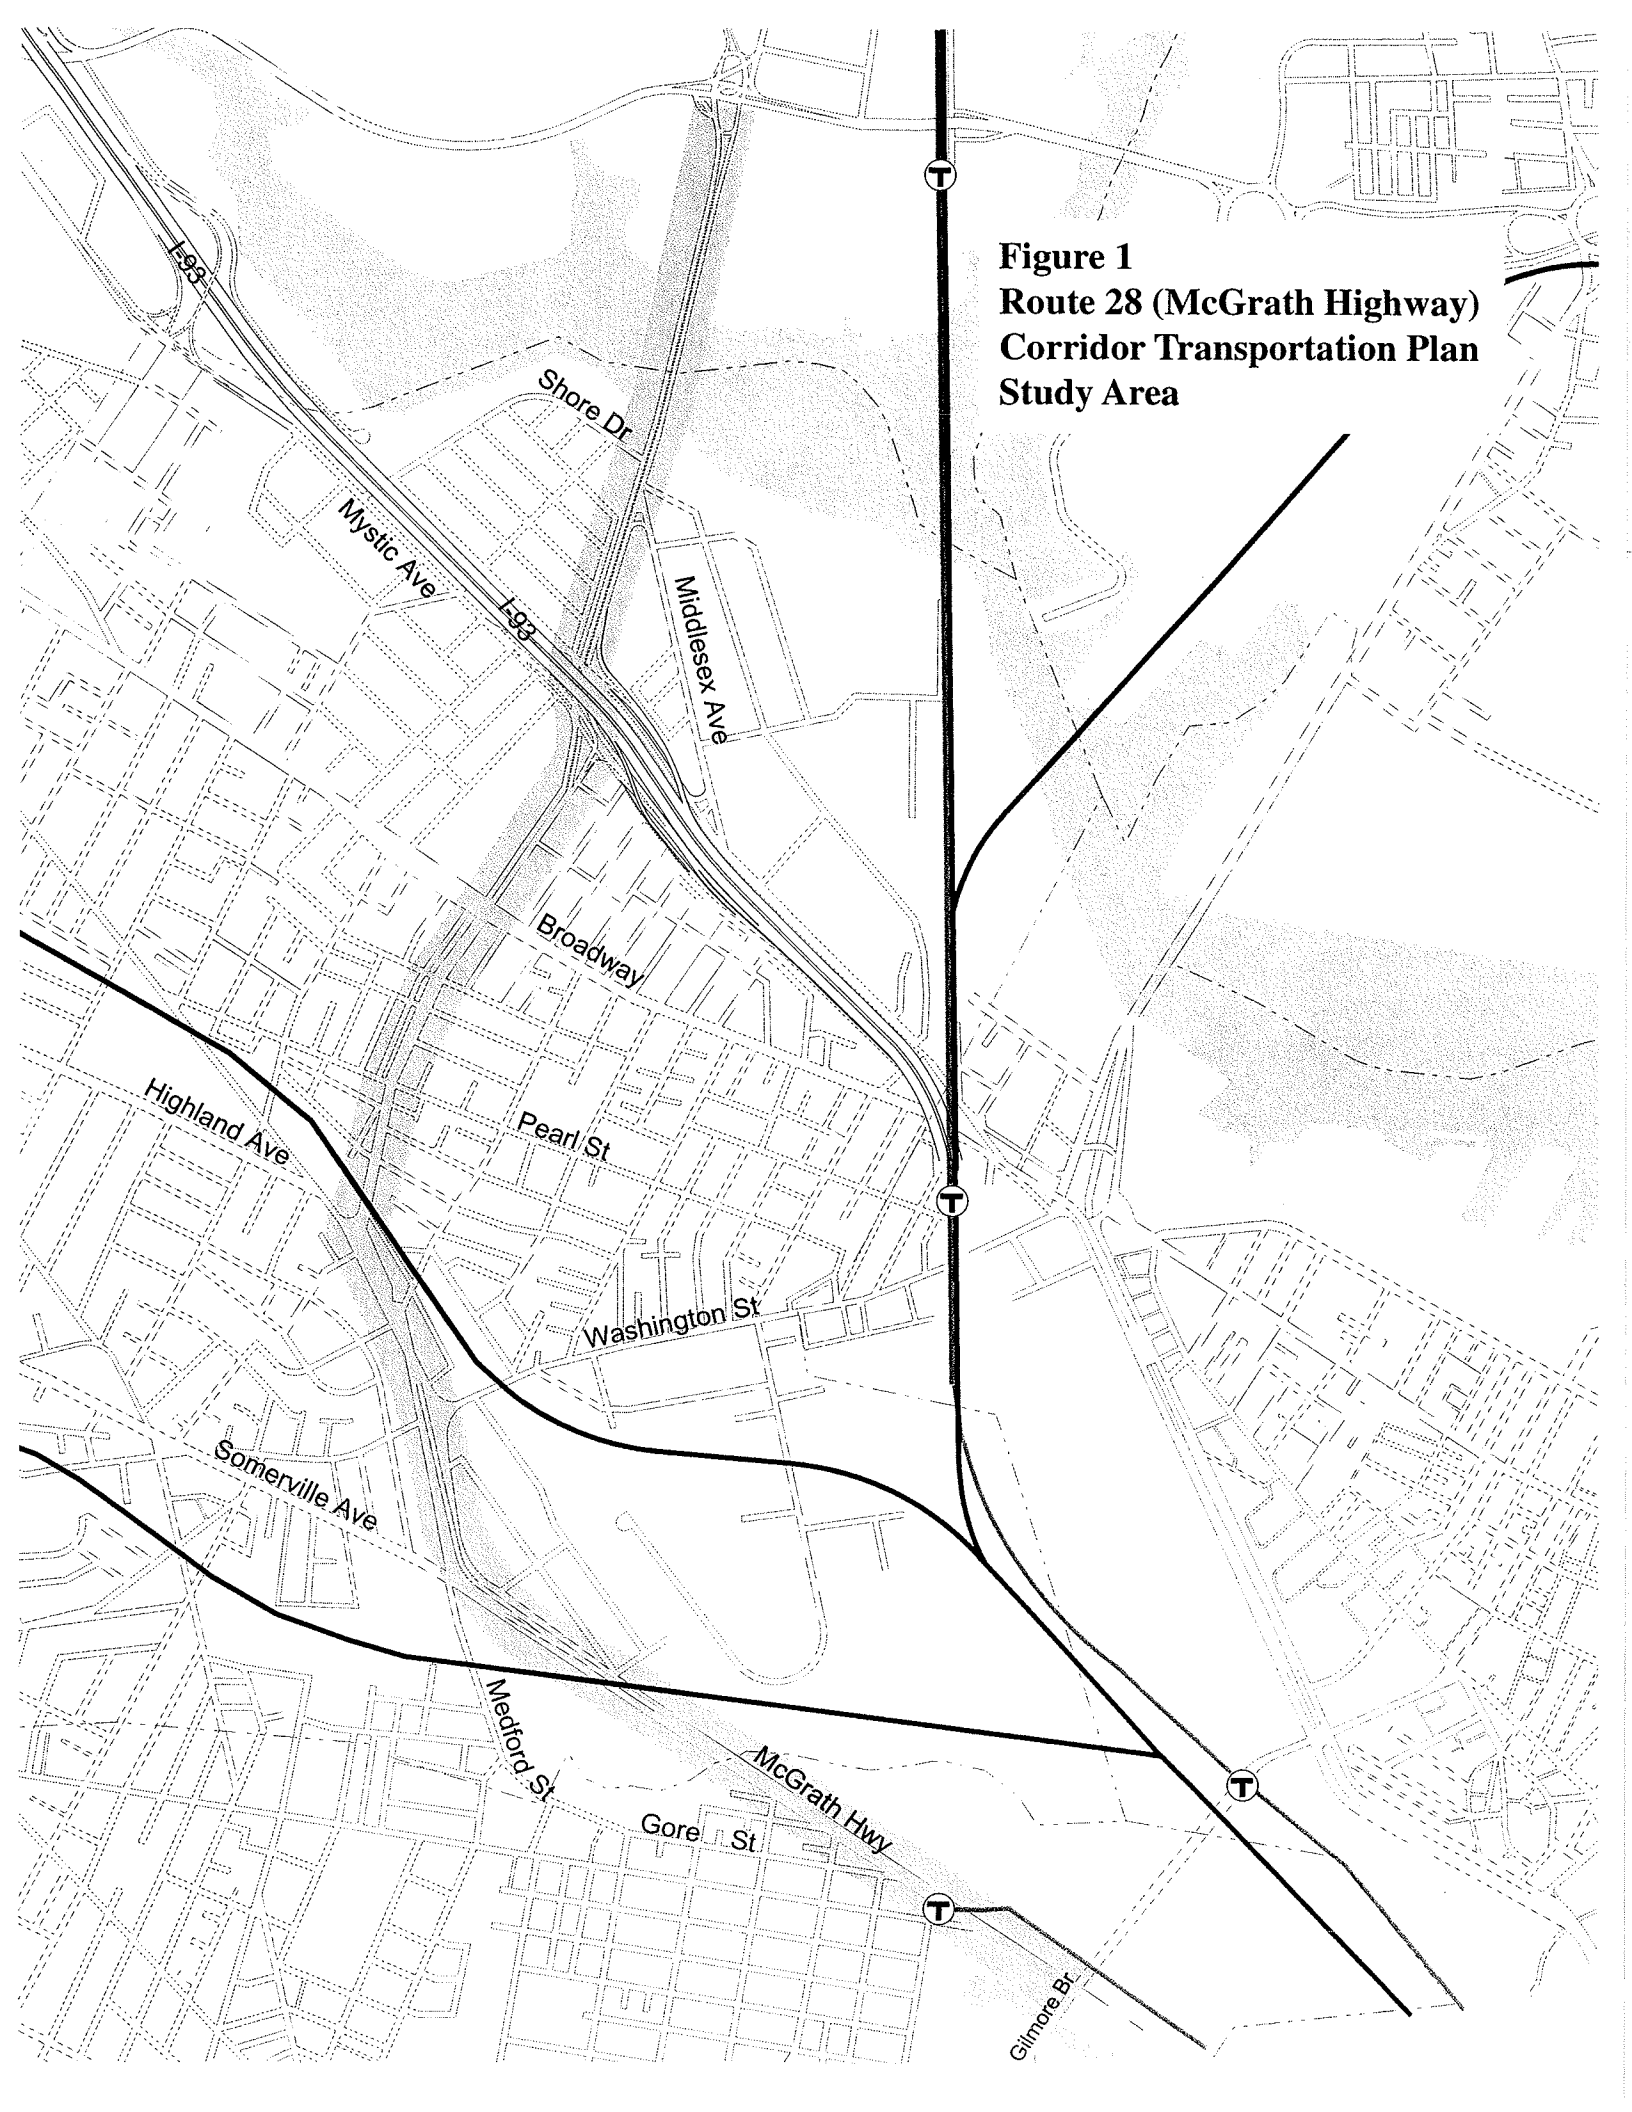 T
I-93
Figure 1
Route 28 (McGrath Highway)
Corridor Transportation Plan
Study Area
Shore Dr
Mystic Ave
I-93
Middlesex Ave
Broadway
Highland Ave
Pearl St
T
Washington St
Somerville Ave
Medford St
McGrath Hwy
T
Gore St
T
Gilmore Br